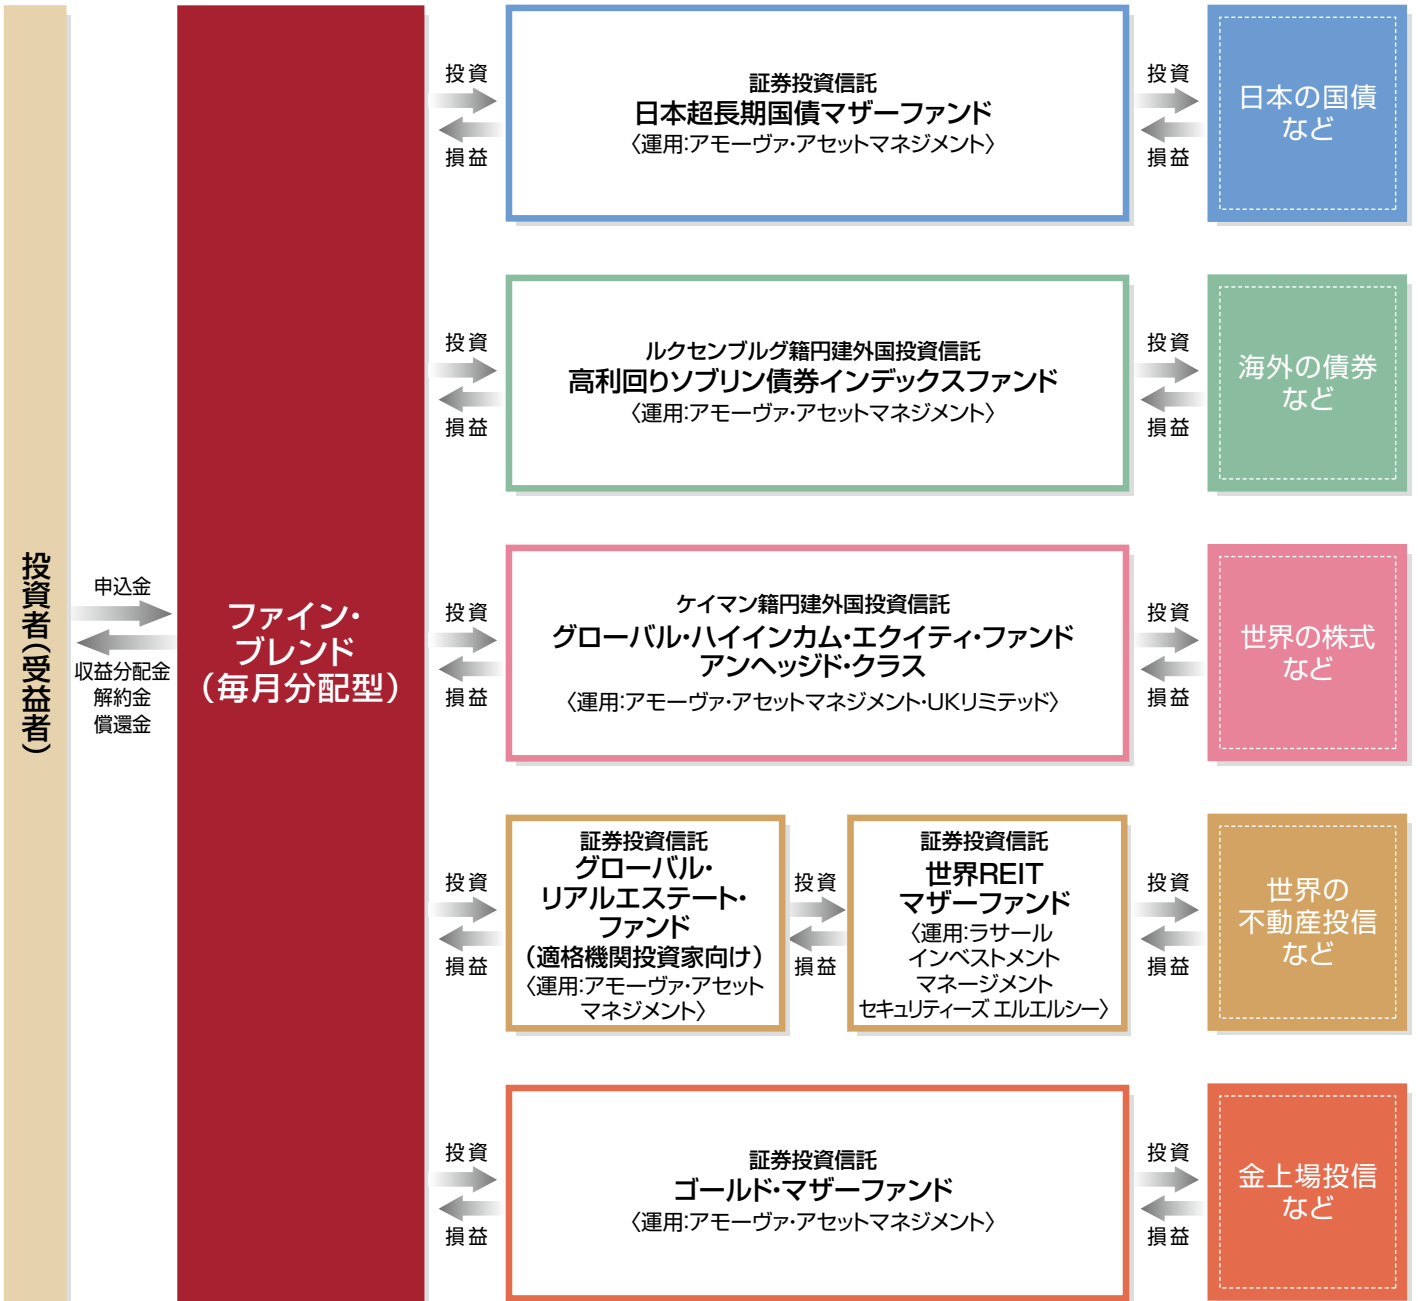 投資者（受益者）
申込金
収益分配金
解約金
償還金
ファイン・
ブレンド
（毎月分配型）
投資
損益
証券投資信託
日本超長期国債マザーファンド
〈運用:アモーヴァ・アセットマネジメント〉
投資
損益
日本の国債
など
投資
損益
ルクセンブルグ籍円建外国投資信託
高利回りソブリン債券インデックスファンド
〈運用:アモーヴァ・アセットマネジメント〉
投資
損益
海外の債券
など
投資
損益
ケイマン籍円建外国投資信託
グローバル・ハイインカム・エクイティ・ファンド
アンヘッジド・クラス
〈運用:アモーヴァ・アセットマネジメント・UKリミテッド〉
投資
損益
世界の株式
など
投資
損益
証券投資信託
グローバル・
リアルエステート・
ファンド
（適格機関投資家向け）
〈運用:アモーヴァ・アセット
マネジメント〉
投資
損益
証券投資信託
世界REIT
マザーファンド
〈運用:ラサール
インベストメント
マネージメント
セキュリティーズ エルエルシー〉
投資
損益
世界の
不動産投信
など
投資
損益
証券投資信託
ゴールド・マザーファンド
〈運用:アモーヴァ・アセットマネジメント〉
投資
損益
金上場投信
など